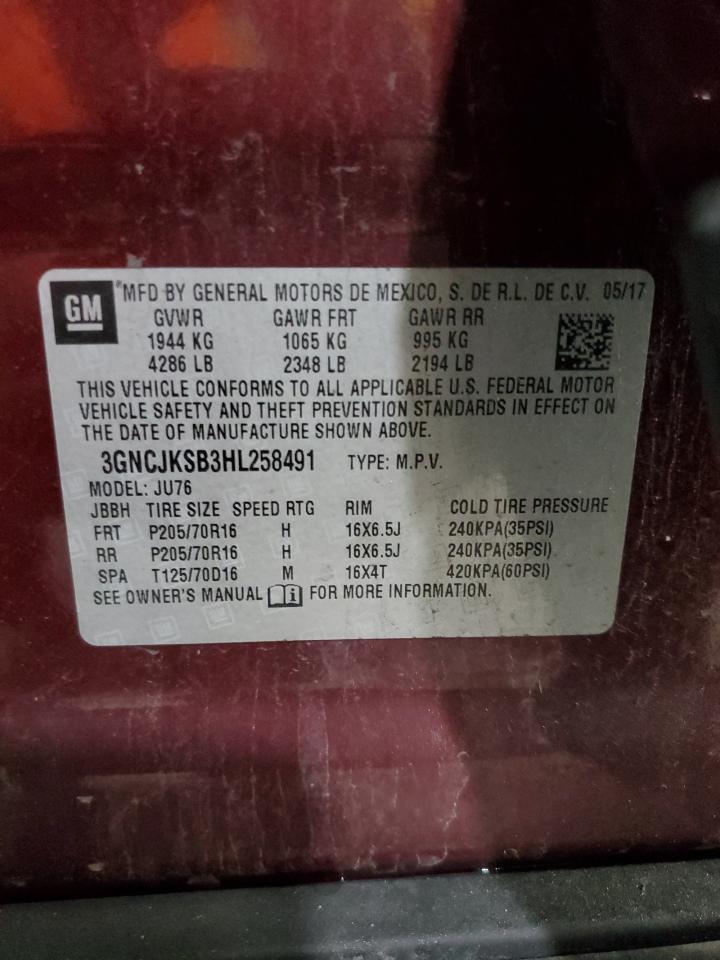 GM
*MFD BY GENERAL MOTORS DE MEXICO, S. DE R.L. DE C.V. 05/17
GVWR GAWR FRT GAWR RR
1944 KG 1065 KG 995 KG
4286 LB 2348 LB 2194 LB
THIS VEHICLE CONFORMS TO ALL APPLICABLE U.S. FEDERAL MOTOR
VEHICLE SAFETY AND THEFT PREVENTION STANDARDS IN EFFECT ON
THE DATE OF MANUFACTURE SHOWN ABOVE.
3GNCJKSB3HL258491 TYPE: M.P.V.
MODEL: JU76
JBBH TIRE SIZE SPEED RTG RIM COLD TIRE PRESSURE
FRT P205/70R16 H 16X6.5J 240KPA(35PSI)
RR P205/70R16 H 16X6.5J 240KPA(35PSI)
SPA T125/70D16 M 16X4T 420KPA(60PSI)
SEE OWNER'S MANUAL FOR MORE INFORMATION.